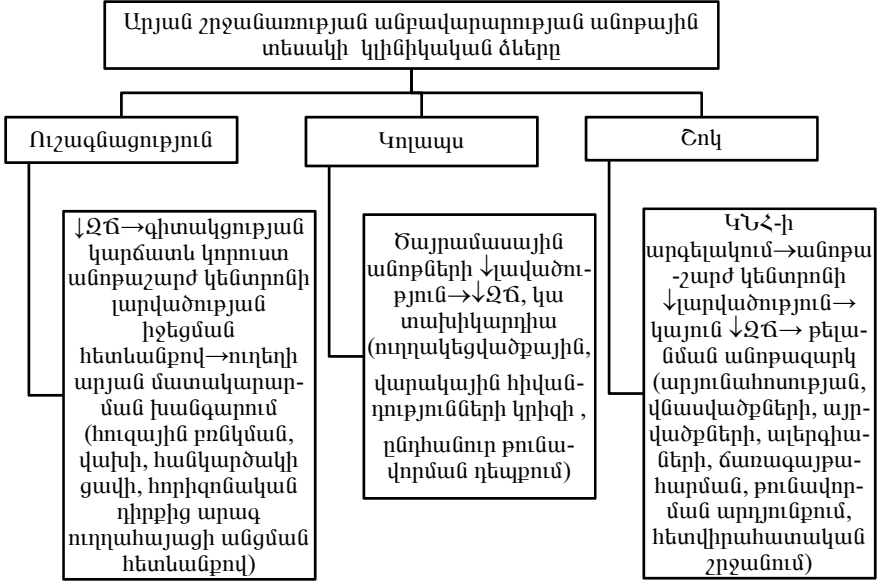 Արյան շրջանառության անբավարարության անոթային
տեսակի կլինիկական ձևերը
Ուշագնացություն
Կոլապս
Շոկ
↓ԶՃ→գիտակցության
կարճատև կորուստ
անոթաշարժ կենտրոնի
լարվածության
իջեցման
հետևանքով→ուղեղի
արյան մատակարար-
ման խանգարում
(հուզային բռնկման,
վախի, հանկարծակի
ցավի, հորիզոնական
դիրքից արագ
ուղղահայացի անցման
հետևանքով)
Ծայրամասային
անոթների ↓լավածու-
թյուն→↓ԶՃ, կա
տախիկարդիա
(ուղղակեցվածքային,
վարակային հիվան-
դությունների կրիզի ,
ընդհանուր թունա-
վորման դեպքում)
ԿՆՀ-ի
արգելակում→անոթա
-շարժ կենտրոնի
↓լարվածություն→
կայուն ↓ԶՃ→ թելա-
նման անոթազարկ
(արյունահոսության,
վնասվածքների, այր-
վածքների, ալերգիա-
ների, ճառագայթա-
հարման, թունավոր-
ման արդյունքում,
հետվիրահատական
շրջանում)